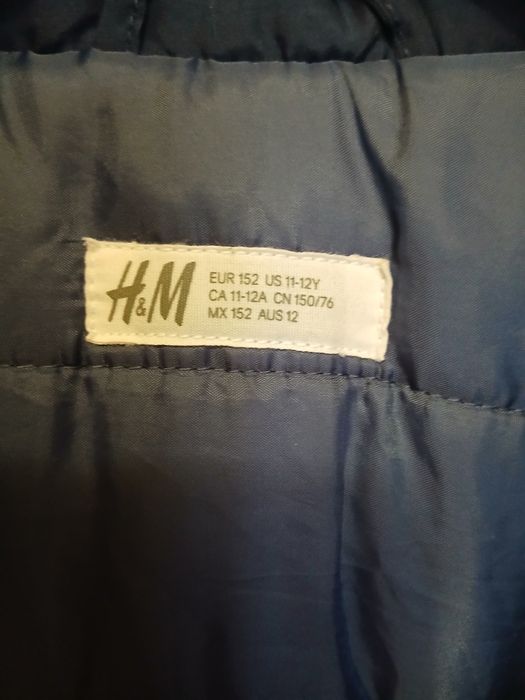 H&M
EUR 152 US 11-12Y
CA 11-12A CN 150/76
MX 152 AUS 12